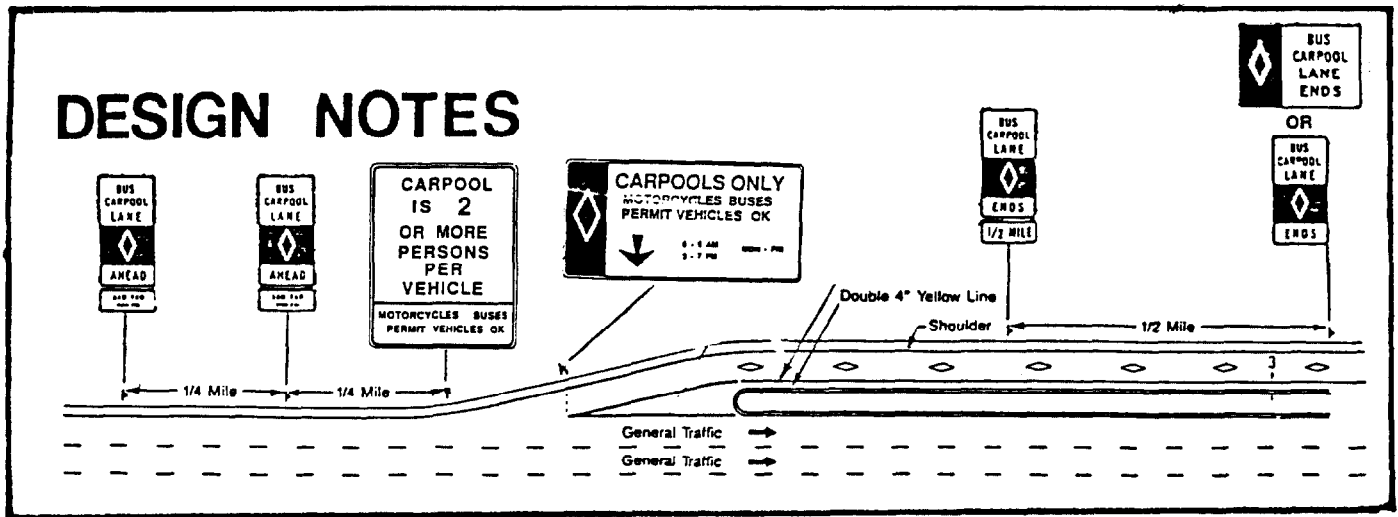 DESIGN NOTES
BUS
CARPOOL
LANE
AHEAD
BUS
CARPOOL
LANE
AHEAD
CARPOOL
IS 2
OR MORE
PERSONS
PER
VEHICLE
MOTORCYCLES BUSES
PERMIT VEHICLES OK
CARPOOLS ONLY
MOTORCYCLES BUSES
PERMIT VEHICLES OK
BUS
CARPOOL
LANE
ENDS
1/2 MILE
BUS
CARPOOL
LANE
ENDS
OR
BUS
CARPOOL
LANE
ENDS
Double 4" Yellow Line
Shoulder
1/2 Mile
1/4 Mile
1/4 Mile
3
General Traffic
General Traffic